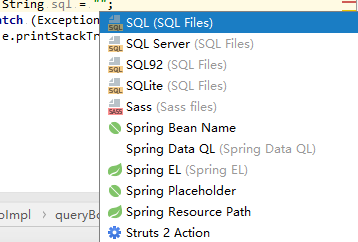 String sql = "";
atch (Exception
e.printStackTr
SQL (SQL Files)
SQL Server (SQL Files)
SQL92 (SQL Files)
SQLite (SQL Files)
Sass (Sass files)
Spring Bean Name
Spring Data QL (Spring Data QL)
Spring EL (Spring EL)
Spring Placeholder
Spring Resource Path
Struts 2 Action
oImpl › queryBo